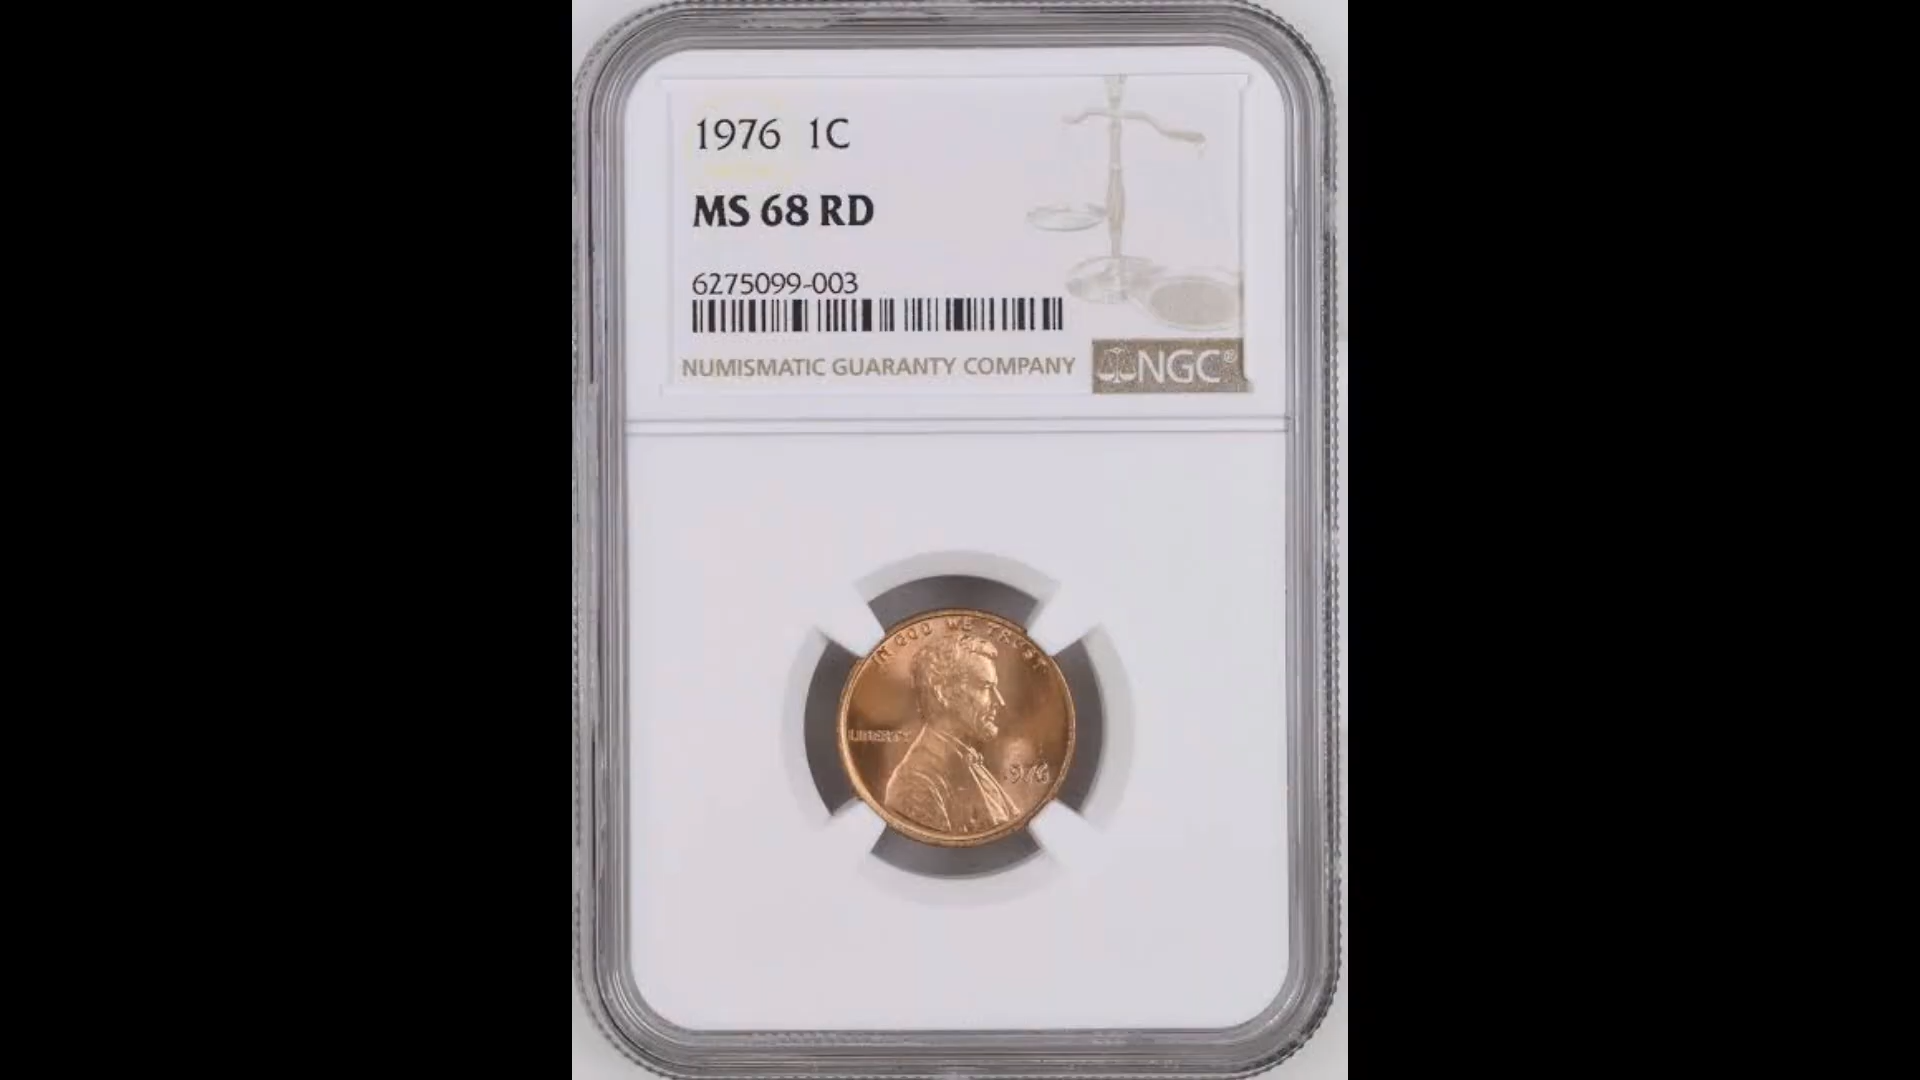 1976 1C
MS 68 RD
6275099-003
NUMISMATIC GUARANTY COMPANY
NGC®
IN GOD WE TRUST
LIBERTY
1976